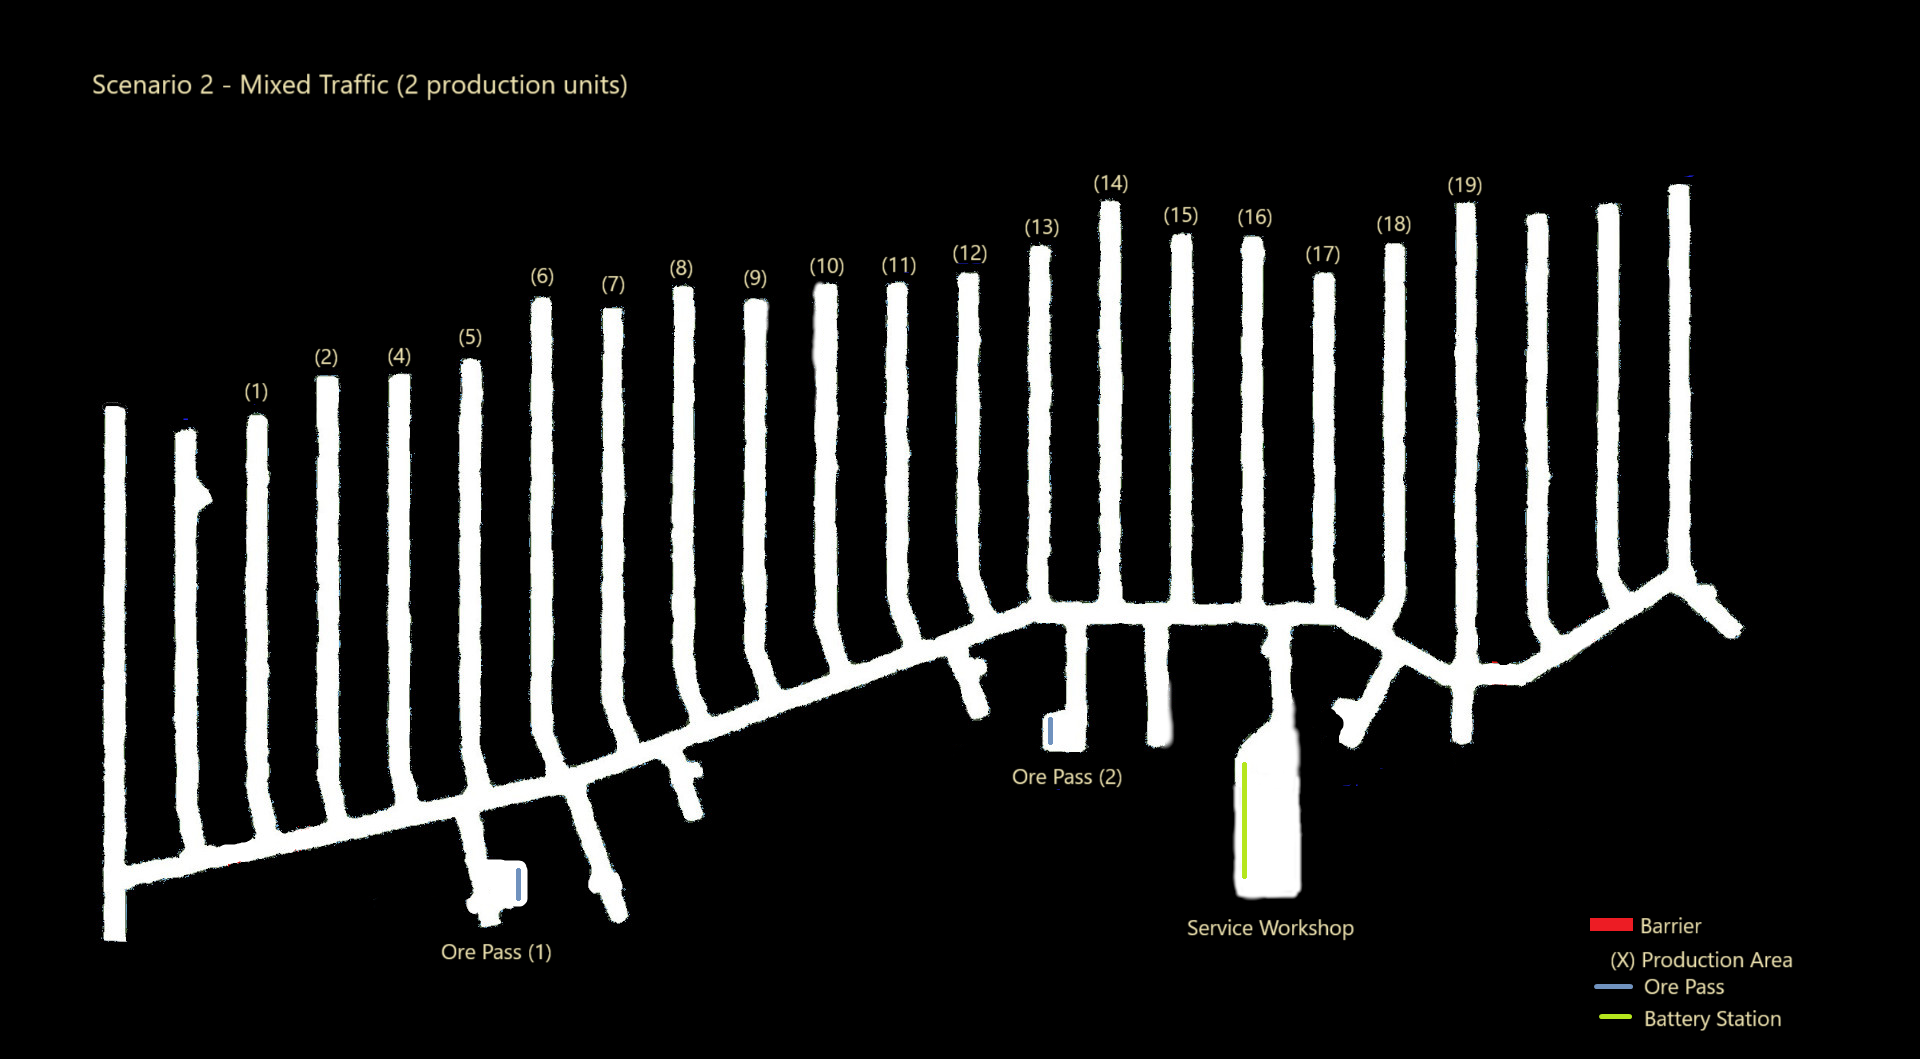 Scenario 2 - Mixed Traffic (2 production units)
(1)
(2)
(4)
(5)
(6)
(7)
(8)
(9)
(10)
(11)
(12)
(13)
(14)
(15)
(16)
(17)
(18)
(19)
Ore Pass (1)
Ore Pass (2)
Service Workshop
Barrier
(X) Production Area
Ore Pass
Battery Station